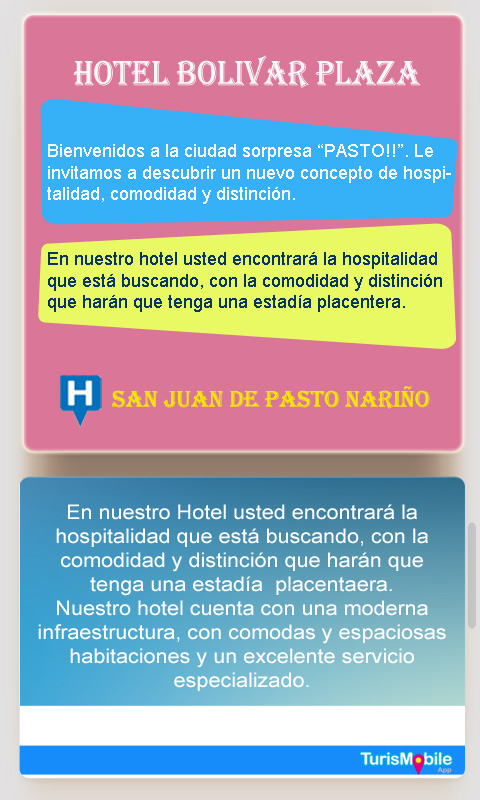 HOTEL BOLIVAR PLAZA
Bienvenidos a la ciudad sorpresa “PASTO!!”. Le
invitamos a descubrir un nuevo concepto de hospi-
talidad, comodidad y distinción.
En nuestro hotel usted encontrará la hospitalidad
que está buscando, con la comodidad y distinción
que harán que tenga una estadía placentera.
H SAN JUAN DE PASTO NARIÑO
En nuestro Hotel usted encontrará la
hospitalidad que está buscando, con la
comodidad y distinción que harán que
tenga una estadía  placentaera.
Nuestro hotel cuenta con una moderna
infraestructura, con comodas y espaciosas
habitaciones y un excelente servicio
especializado.
TurisMobile
App